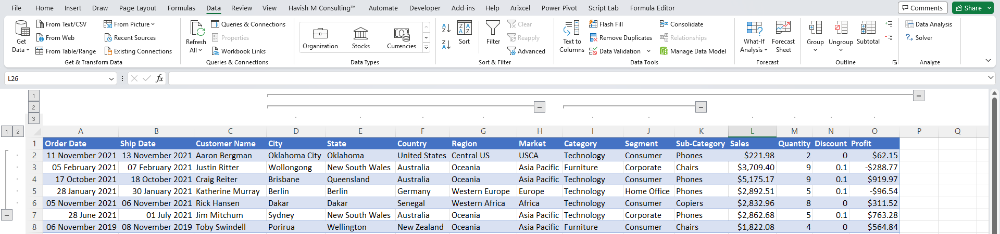 File Home Insert Draw Page Layout Formulas Data Review View Havish M Consulting™ Automate Developer Add-ins Help Arixcel Power Pivot Script Lab Formula Editor Comments Share
Get Data
From Text/CSV
From Web
From Table/Range
From Picture
Recent Sources
Existing Connections
Get & Transform Data
Refresh All
Queries & Connections
Properties
Workbook Links
Queries & Connections
Organization Stocks Currencies
Data Types
Sort
Filter
Clear
Reapply
Advanced
Sort & Filter
Text to Columns
Flash Fill
Remove Duplicates
Data Validation
Consolidate
Relationships
Manage Data Model
Data Tools
What-If Analysis
Forecast Sheet
Forecast
Group Ungroup Subtotal
Outline
Data Analysis
Solver
Analyze
L26 fx
1
2
3
1 2 A B C D E F G H I J K L M N O P Q
1 Order Date Ship Date Customer Name City State Country Region Market Category Segment Sub-Category Sales Quantity Discount Profit
2 11 November 2021 13 November 2021 Aaron Bergman Oklahoma City Oklahoma United States Central US USCA Technology Consumer Phones $221.98 2 0 $62.15
3 05 February 2021 07 February 2021 Justin Ritter Wollongong New South Wales Australia Oceania Asia Pacific Furniture Corporate Chairs $3,709.40 9 0.1 -$288.77
4 17 October 2021 18 October 2021 Craig Reiter Brisbane Queensland Australia Oceania Asia Pacific Technology Consumer Phones $5,175.17 9 0.1 $919.97
5 28 January 2021 30 January 2021 Katherine Murray Berlin Berlin Germany Western Europe Europe Technology Home Office Phones $2,892.51 5 0.1 -$96.54
6 05 November 2021 06 November 2021 Rick Hansen Dakar Dakar Senegal Western Africa Africa Technology Consumer Copiers $2,832.96 8 0 $311.52
7 28 June 2021 01 July 2021 Jim Mitchum Sydney New South Wales Australia Oceania Asia Pacific Technology Corporate Phones $2,862.68 5 0.1 $763.28
8 06 November 2019 08 November 2019 Toby Swindell Porirua Wellington New Zealand Oceania Asia Pacific Furniture Consumer Chairs $1,822.08 4 0 $564.84